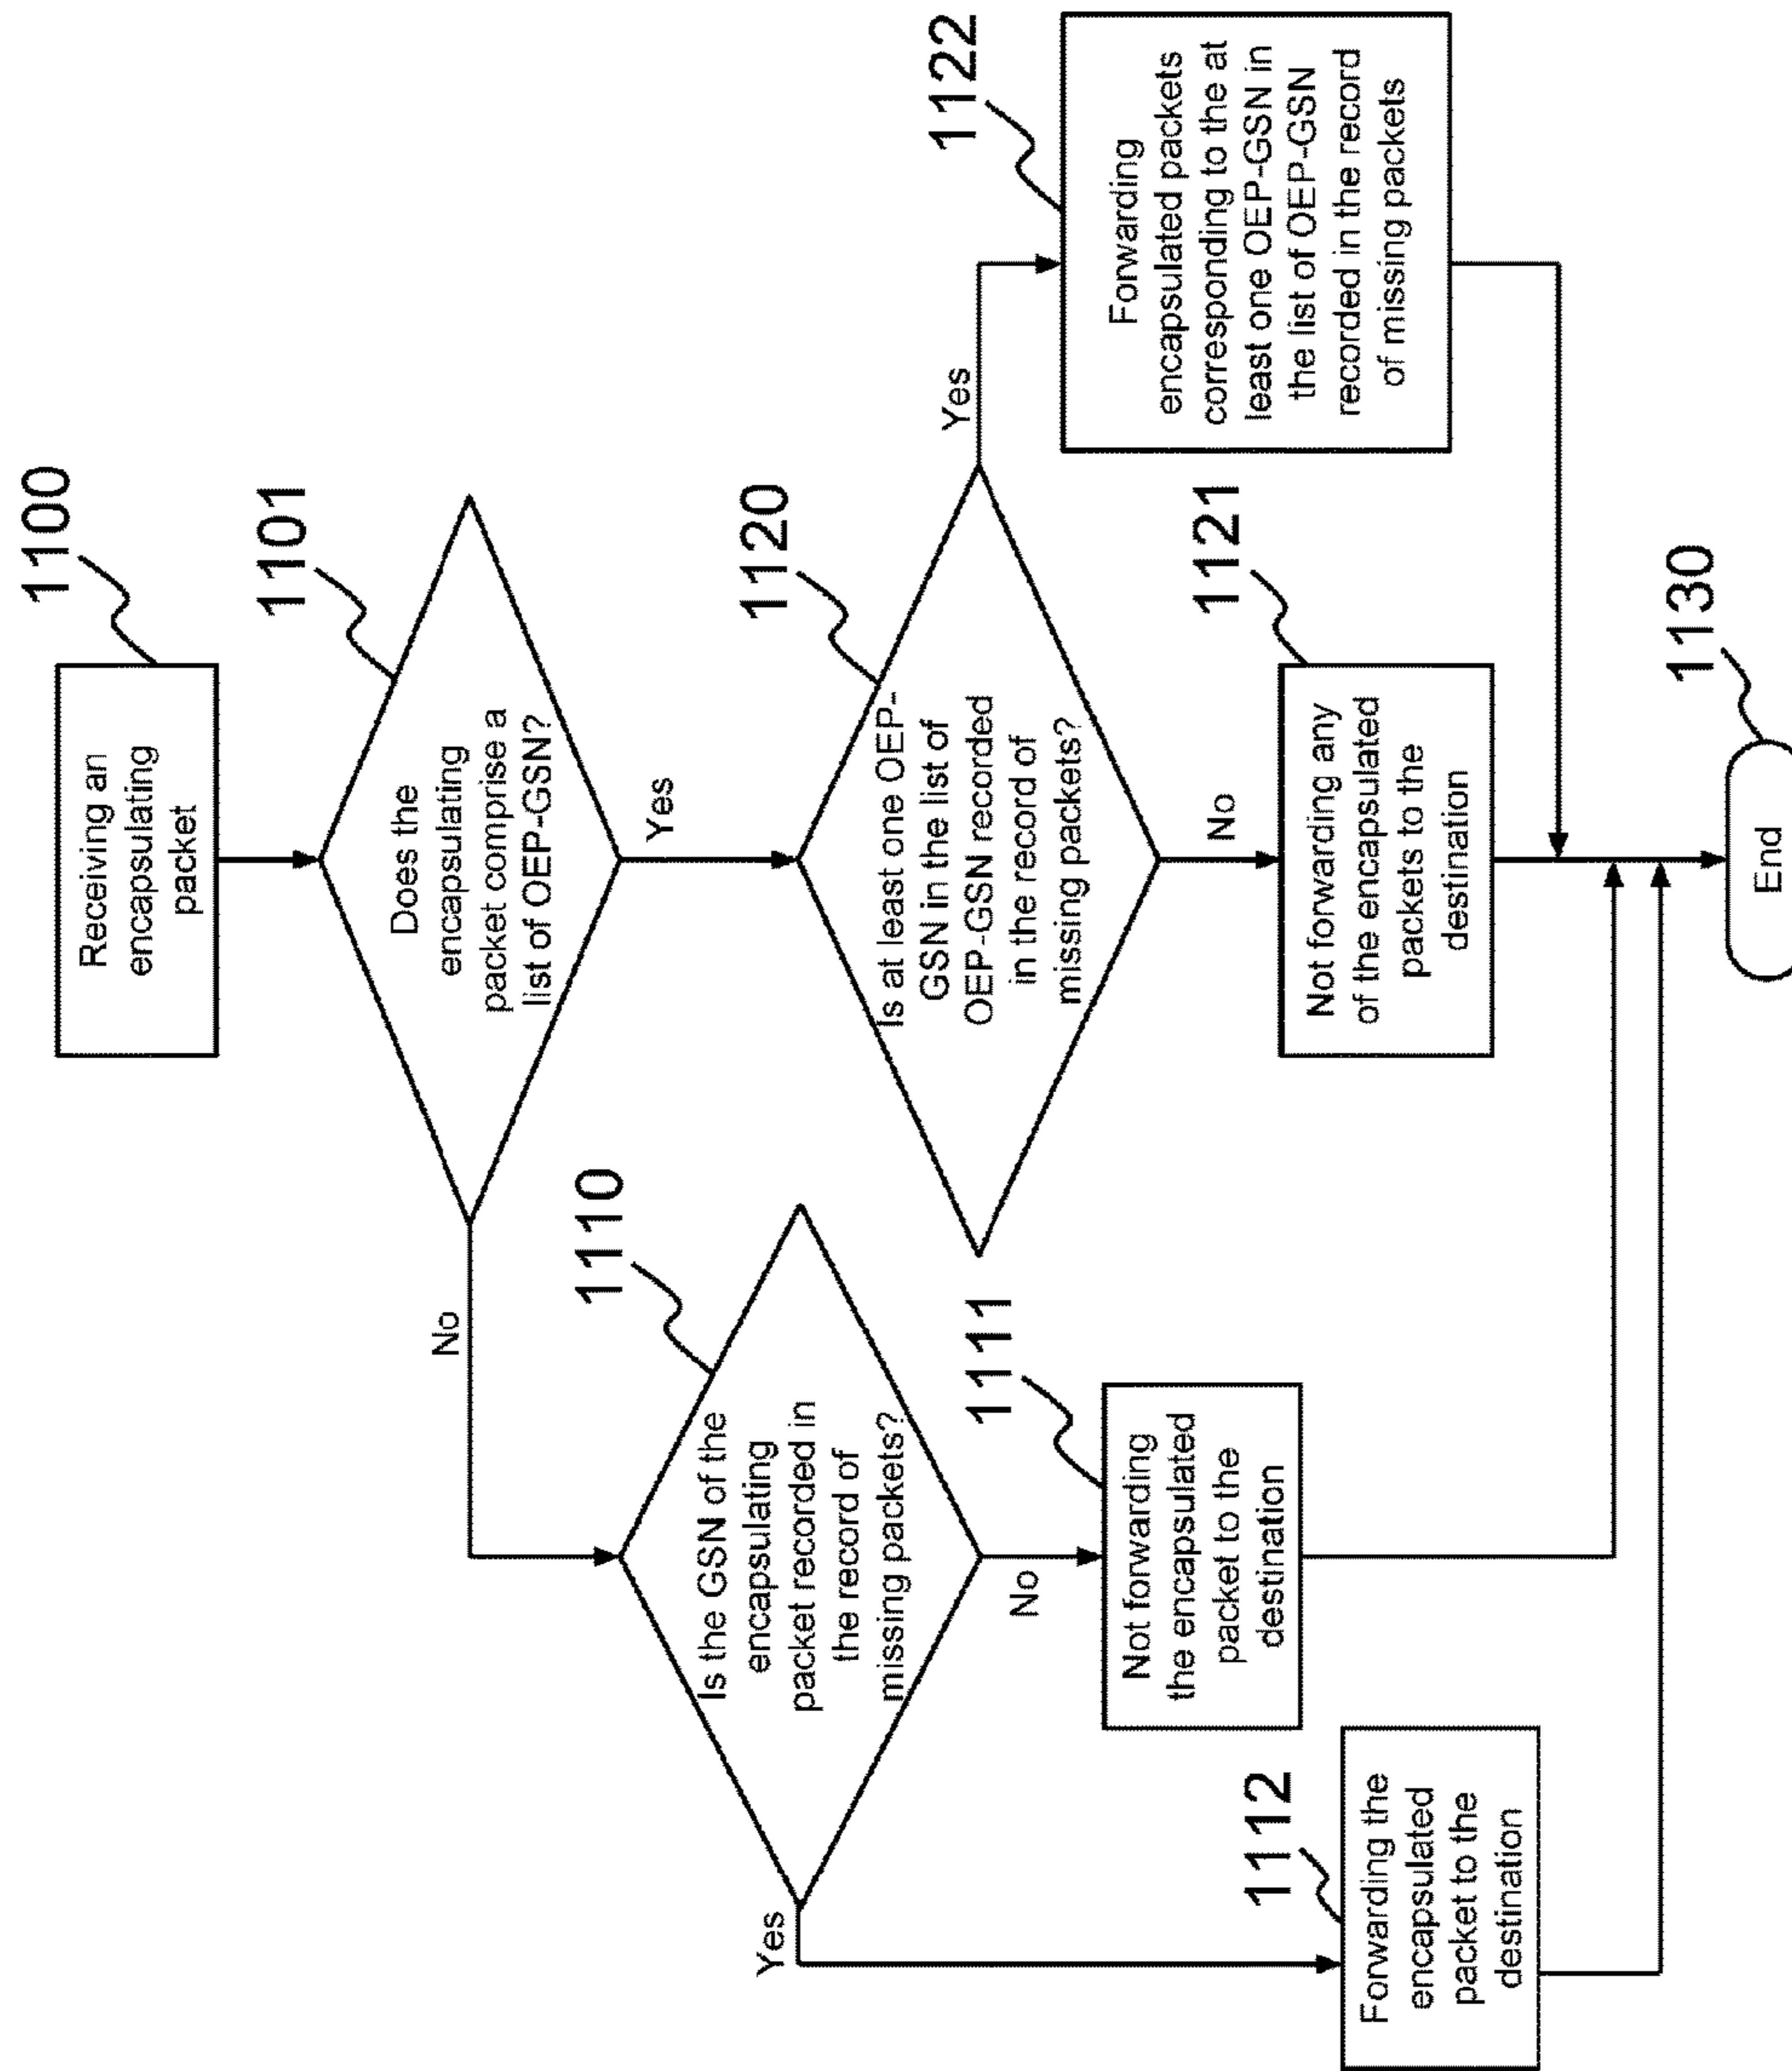 1100
Receiving an
encapsulating
packet
1101
Does the
encapsulating
packet comprise a
list of OEP-GSN?
No
Yes
1110
Is the GSN of the
encapsulating
packet recorded in
the record of
missing packets?
Yes
No
1120
Is at least one OEP-
GSN in the list of
OEP-GSN recorded
in the record of
missing packets?
Yes
No
1122
Forwarding
encapsulated packets
corresponding to the at
least one OEP-GSN in
the list of OEP-GSN
recorded in the record
of missing packets
1111
Not forwarding
the encapsulated
packet to the
destination
1121
Not forwarding any
of the encapsulated
packets to the
destination
1112
Forwarding the
encapsulated
packet to the
destination
1130
End